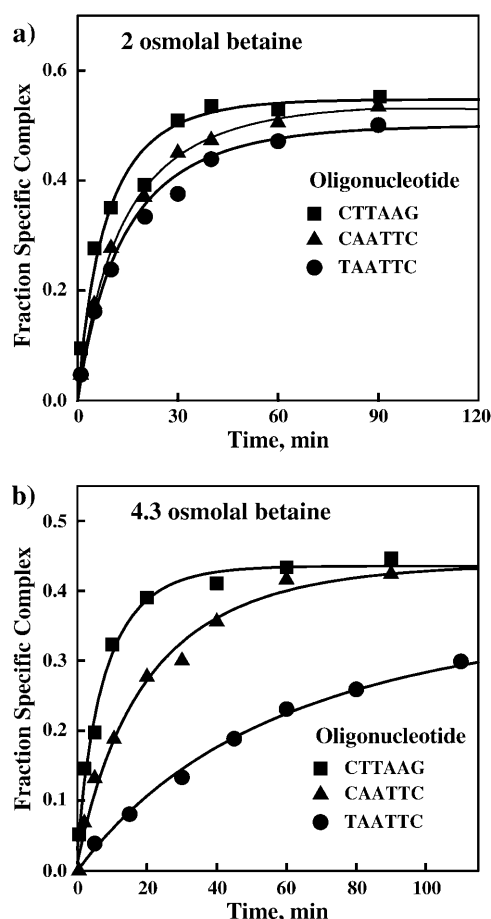 a)
2 osmolal betaine
Fraction Specific Complex
0.6
0.4
0.2
0.0
Oligonucleotide
CTTAAG
CAATTC
TAATTC
0 30 60 90 120
Time, min
b)
4.3 osmolal betaine
Fraction Specific Complex
0.5
0.4
0.3
0.2
0.1
0.0
Oligonucleotide
CTTAAG
CAATTC
TAATTC
0 20 40 60 80 100
Time, min